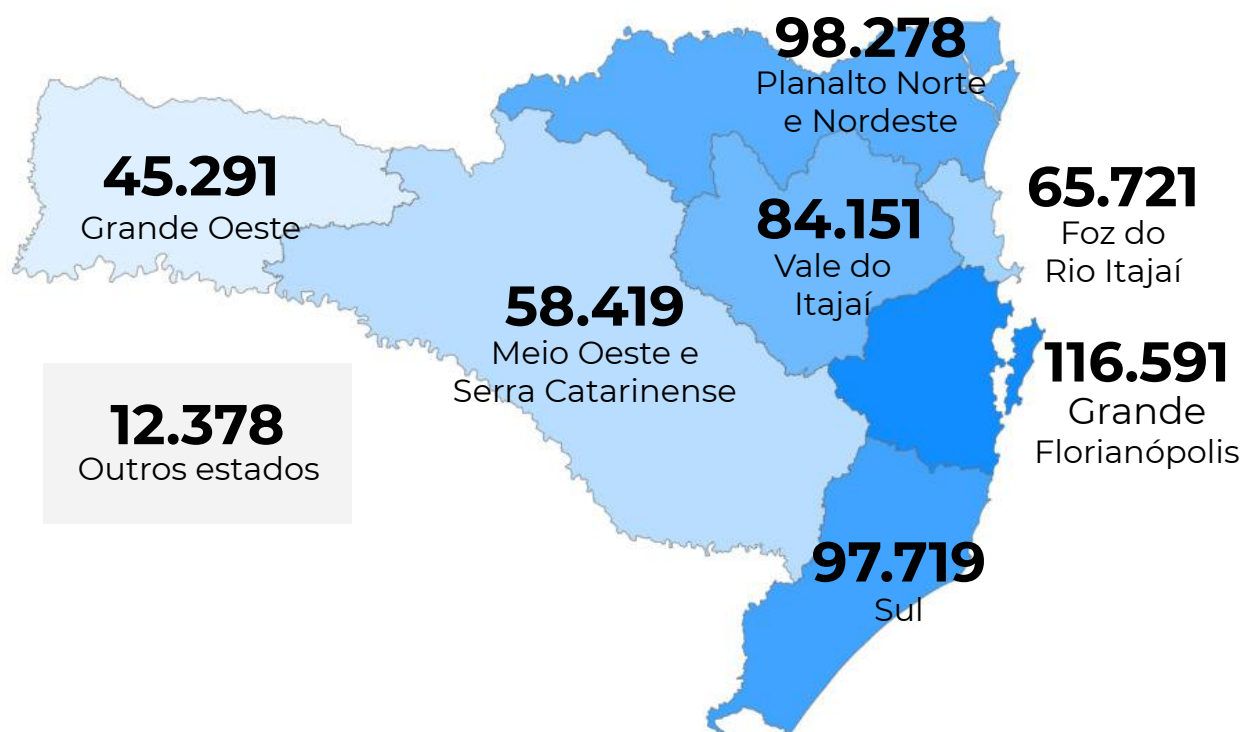 98.278
Planalto Norte
e Nordeste
45.291
Grande Oeste
84.151
Vale do
Itajaí
65.721
Foz do
Rio Itajaí
58.419
Meio Oeste e
Serra Catarinense
116.591
Grande
Florianópolis
12.378
Outros estados
97.719
Sul